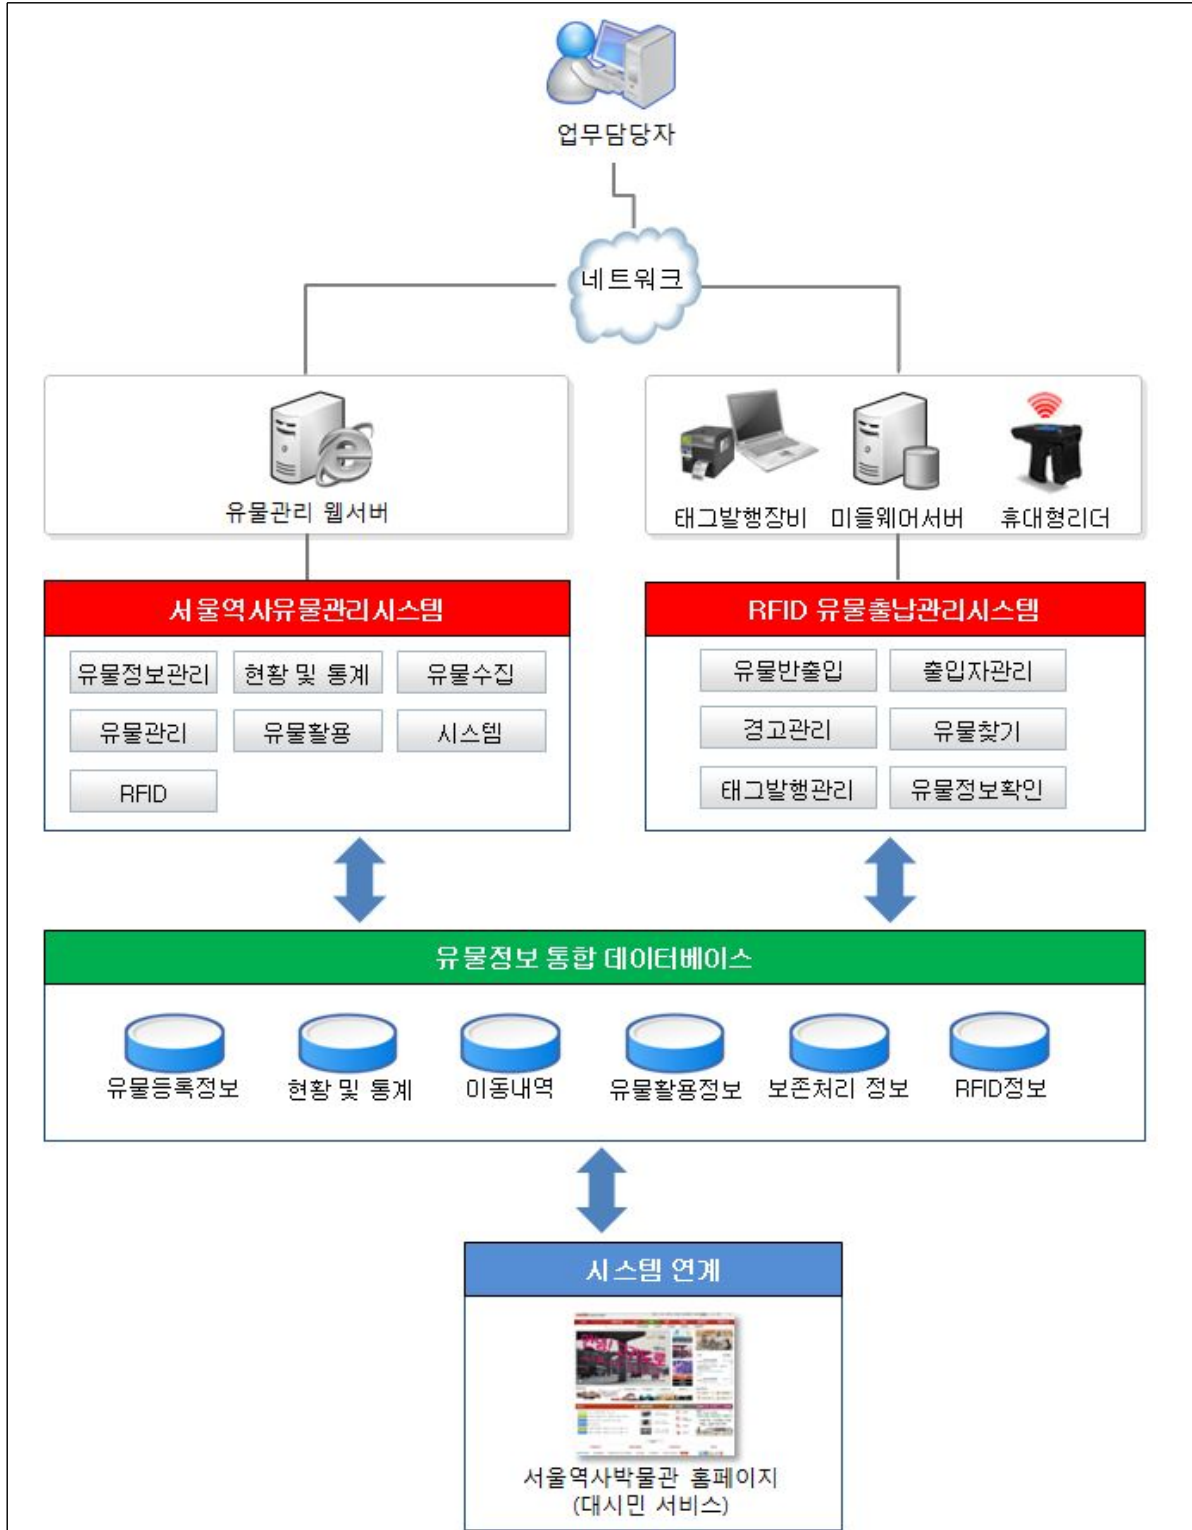 업무담당자
네트워크
유물관리 웹서버
태그발행장비 미들웨어서버 휴대형리더
서울역사유물관리시스템
유물정보관리 현황 및 통계 유물수집
유물관리 유물활용 시스템
RFID
RFID 유물출납관리시스템
유물반출입 출입자관리
경고관리 유물찾기
태그발행관리 유물정보확인
유물정보 통합 데이터베이스
유물등록정보 현황 및 통계 이동내역 유물활용정보 보존처리 정보 RFID정보
시스템 연계
서울역사박물관 홈페이지
(대시민 서비스)